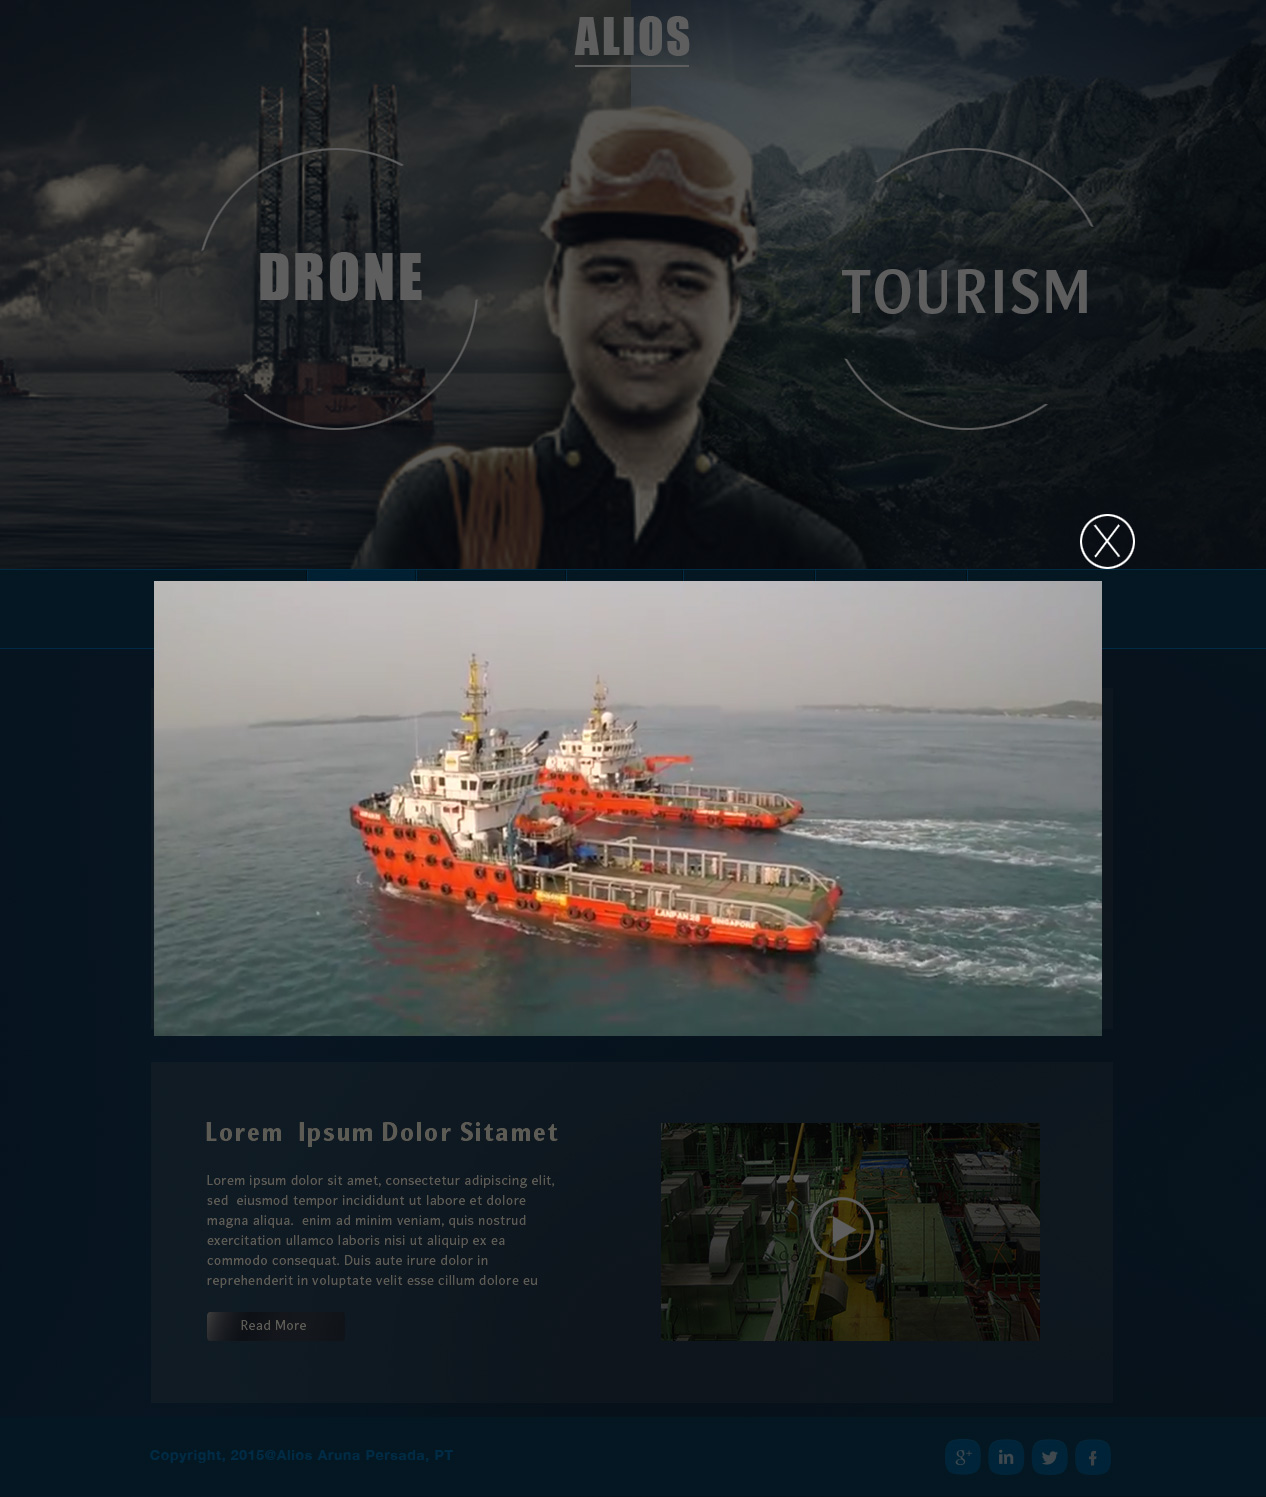 ALIOS
DRONE
TOURISM
X
SINGAPORE
Lorem Ipsum Dolor Sitamet
Lorem ipsum dolor sit amet, consectetur adipiscing elit,
sed eiusmod tempor incididunt ut labore et dolore
magna aliqua. enim ad minim veniam, quis nostrud
exercitation ullamco laboris nisi ut aliquip ex ea
commodo consequat. Duis aute irure dolor in
reprehenderit in voluptate velit esse cillum dolore eu
Read More
Copyright, 2015@Alios Aruna Persada, PT
g+
in
f